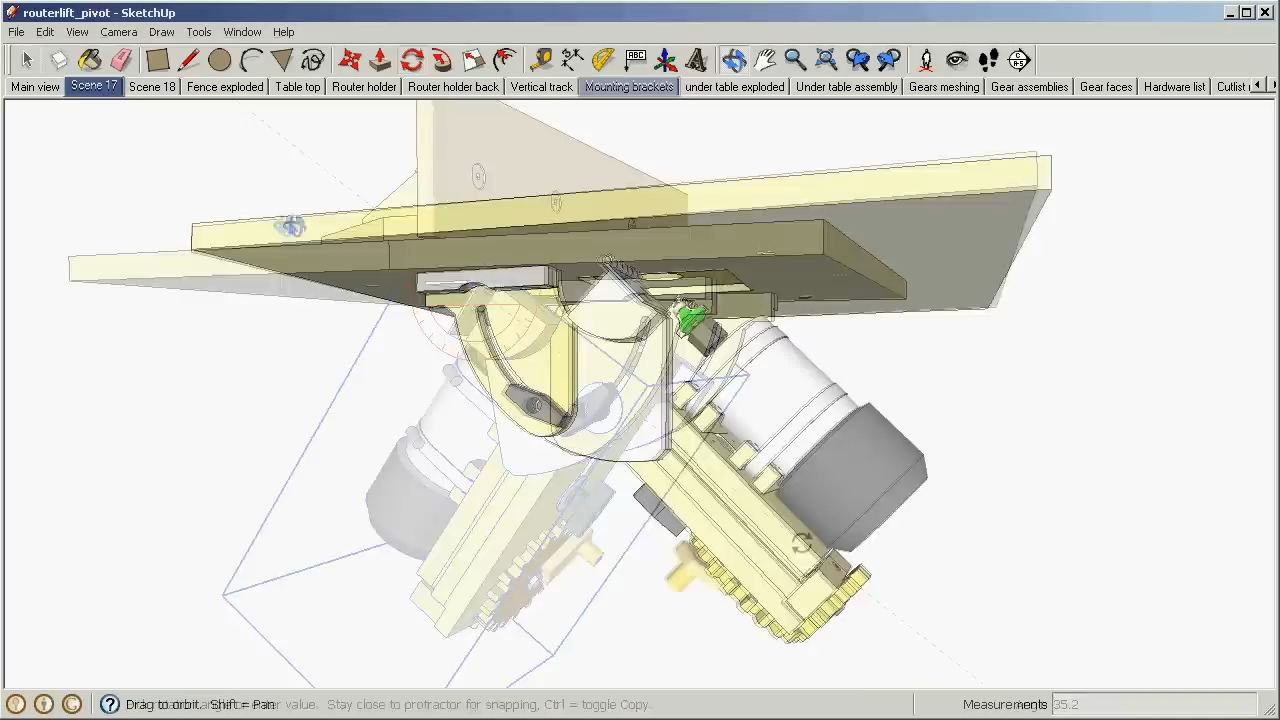 routerlift_pivot - SketchUp
File Edit View Camera Draw Tools Window Help
ABC
Main view Scene 17 Scene 18 Fence exploded Table top Router holder Router holder back Vertical track Mounting brackets under table exploded Under table assembly Gears meshing Gear assemblies Gear faces Hardware list Cutlist
Drag to orbit. Shift = Pan value. Stay close to protractor for snapping, Ctrl = toggle Copy. Measurements 35.2